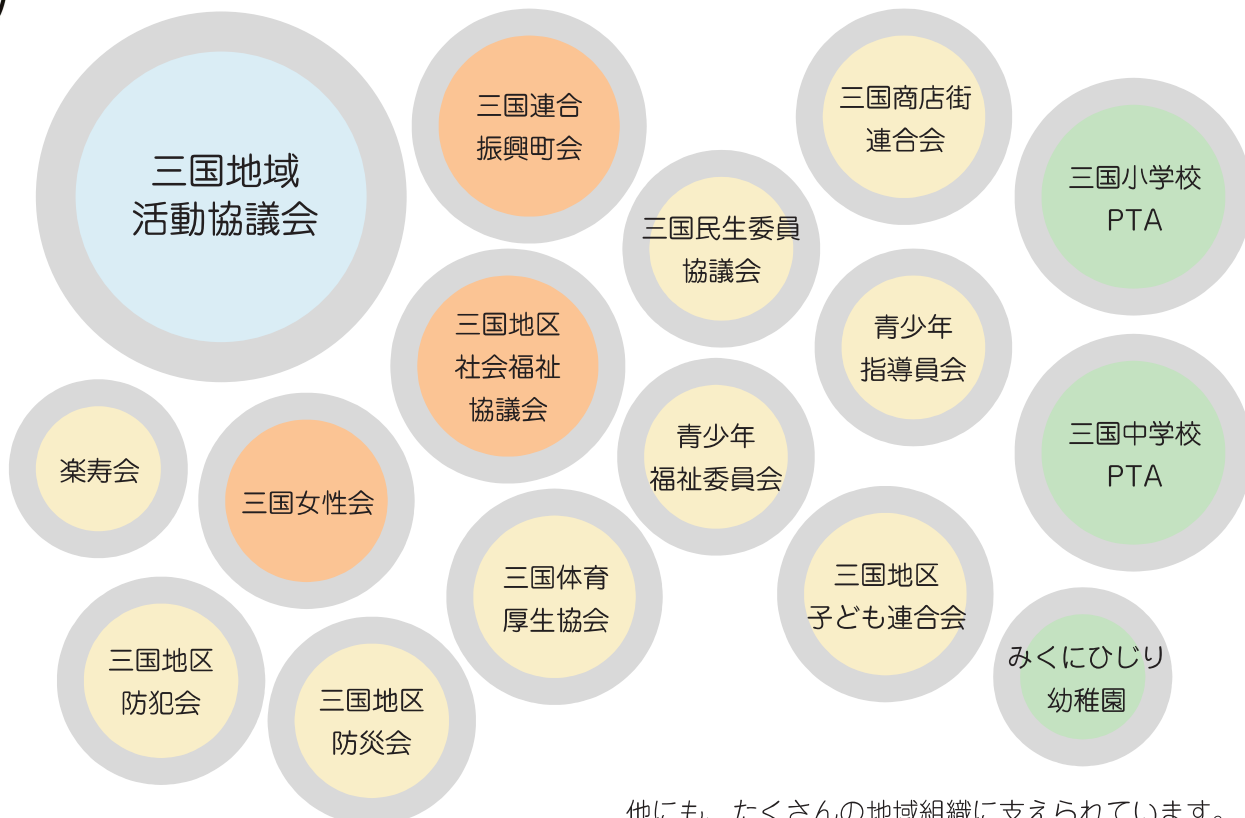 三国地域
活動協議会
三国連合
振興町会
三国商店街
連合会
三国小学校
PTA
三国民生委員
協議会
三国地区
社会福祉
協議会
青少年
指導員会
青少年
福祉委員会
三国中学校
PTA
楽寿会
三国女性会
三国体育
厚生協会
三国地区
子ども連合会
みくにひじり
幼稚園
三国地区
防犯会
三国地区
防災会
他にも、たくさんの地域組織に支えられています。